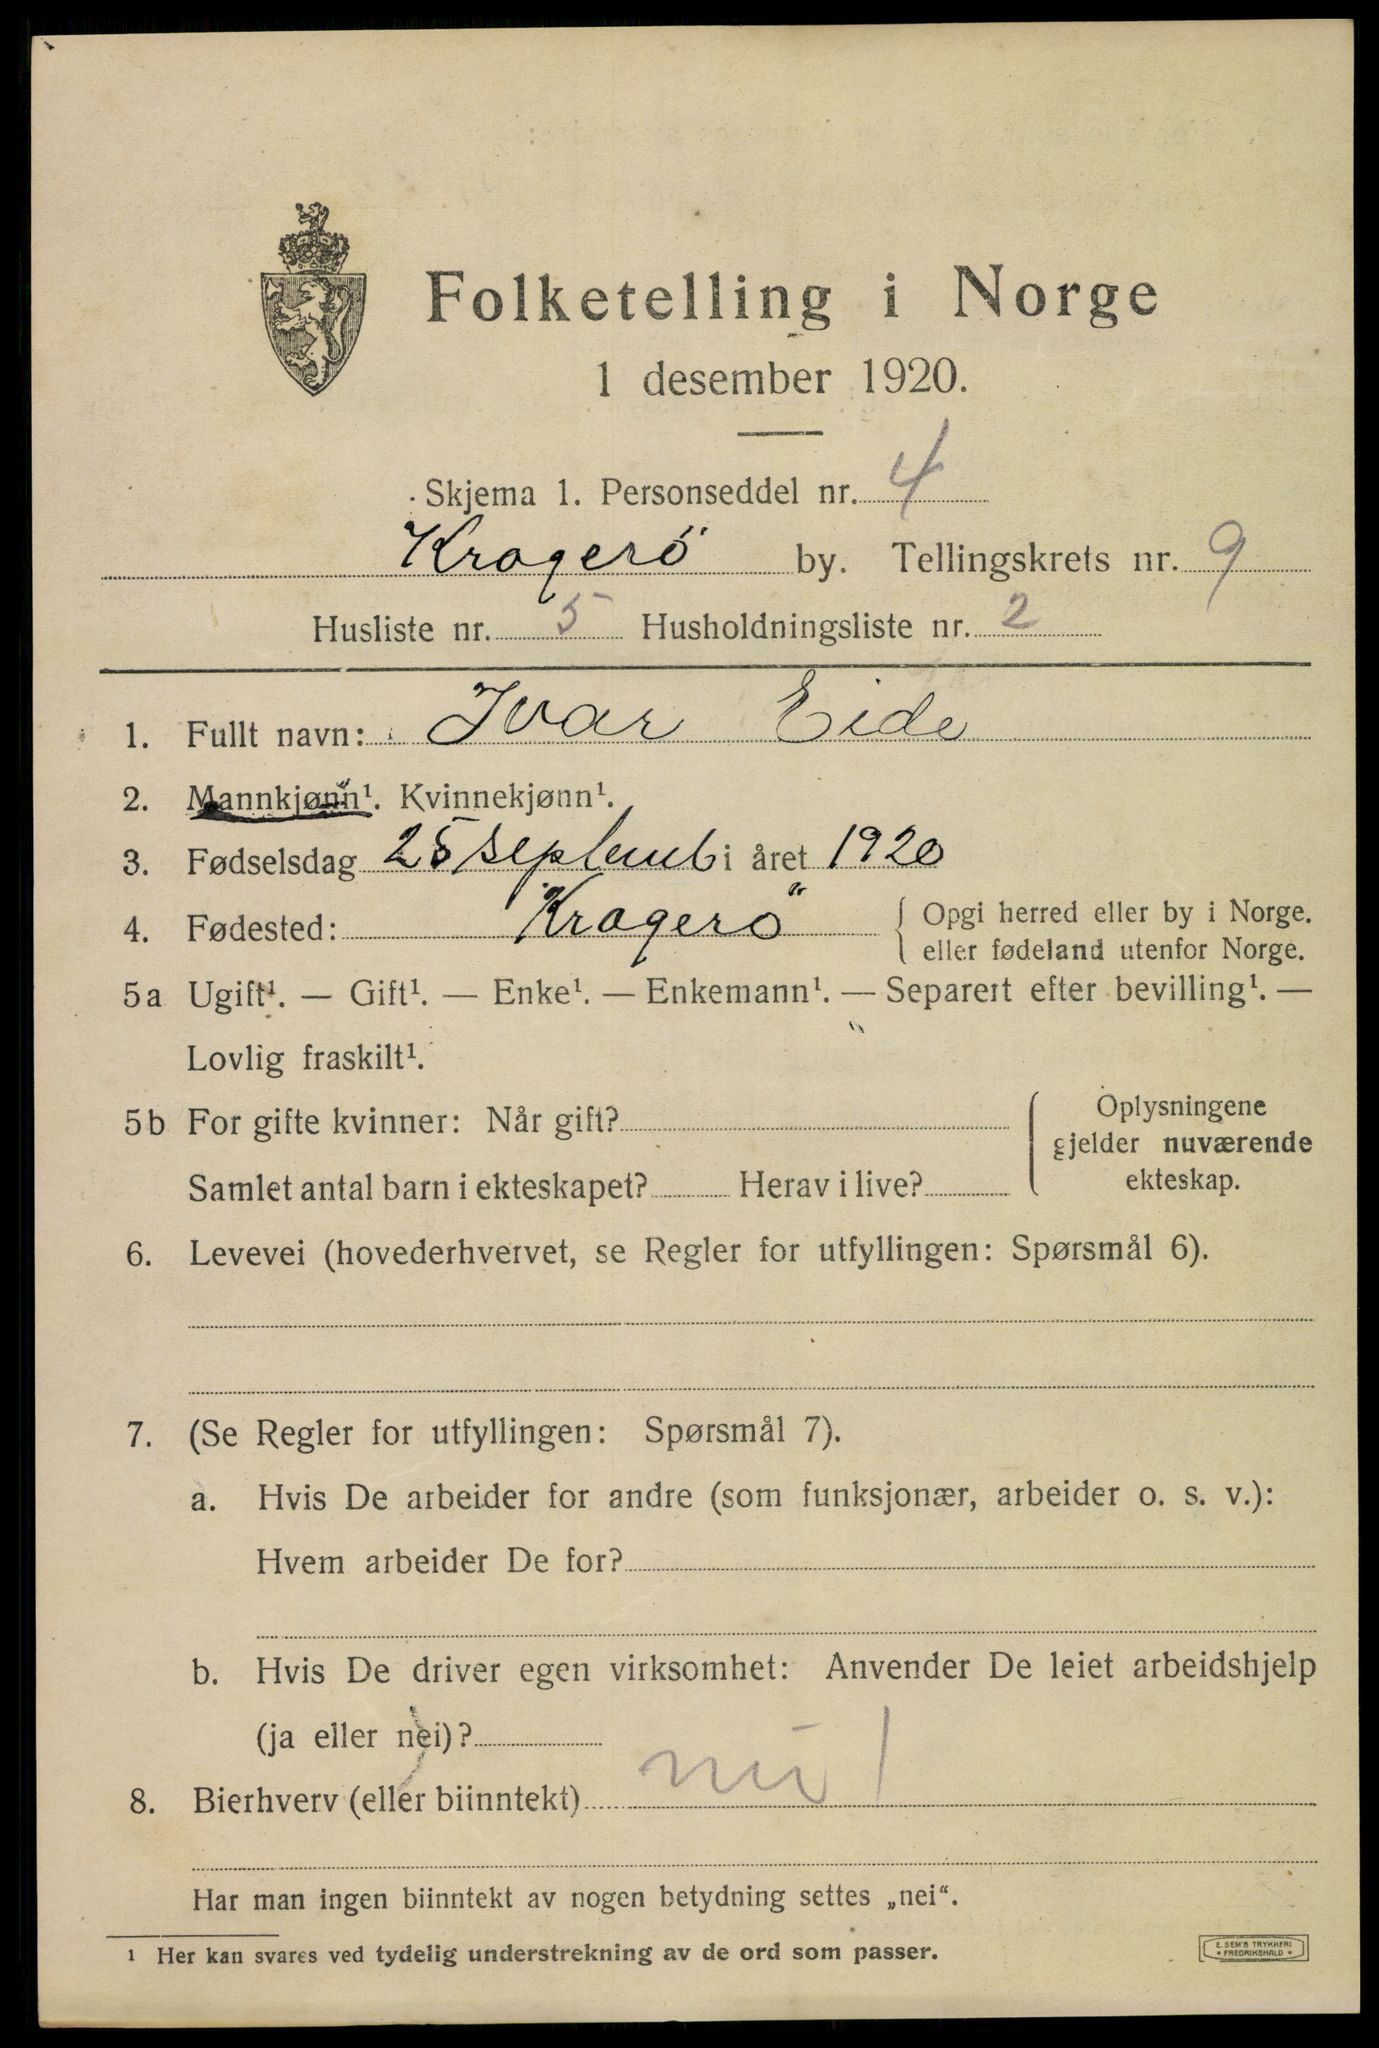 Folketelling i Norge
1 desember 1920.
Skjema 1. Personseddel nr. 4
Kragerö by. Tellingskrets nr. 9
Husliste nr. 5 Husholdningsliste nr. 2
1. Fullt navn: Ivar Eide
2. Mannkjønn¹. Kvinnekjønn¹.
3. Fødselsdag 25 septemb i året 1920
4. Fødested: Kragerö { Opgi herred eller by i Norge.
{ eller fødeland utenfor Norge.
5a Ugift¹. — Gift¹. — Enke¹. — Enkemann¹. — Separert efter bevilling¹. —
Lovlig fraskilt¹.
5b For gifte kvinner: Når gift?
Samlet antal barn i ekteskapet? Herav i live?
Oplysningene
gjelder nuværende
ekteskap.
6. Levevei (hovederhvervet, se Regler for utfyllingen: Spørsmål 6).
7. (Se Regler for utfyllingen: Spørsmål 7).
a. Hvis De arbeider for andre (som funksjonær, arbeider o. s. v.):
Hvem arbeider De for?
b. Hvis De driver egen virksomhet: Anvender De leiet arbeidshjelp
(ja eller nei)?
8. Bierhverv (eller biinntekt)
Har man ingen biinntekt av nogen betydning settes „nei“.
¹ Her kan svares ved tydelig understrekning av de ord som passer.
E. SEM'S TRYKKERI
• FREDRIKSHALD •